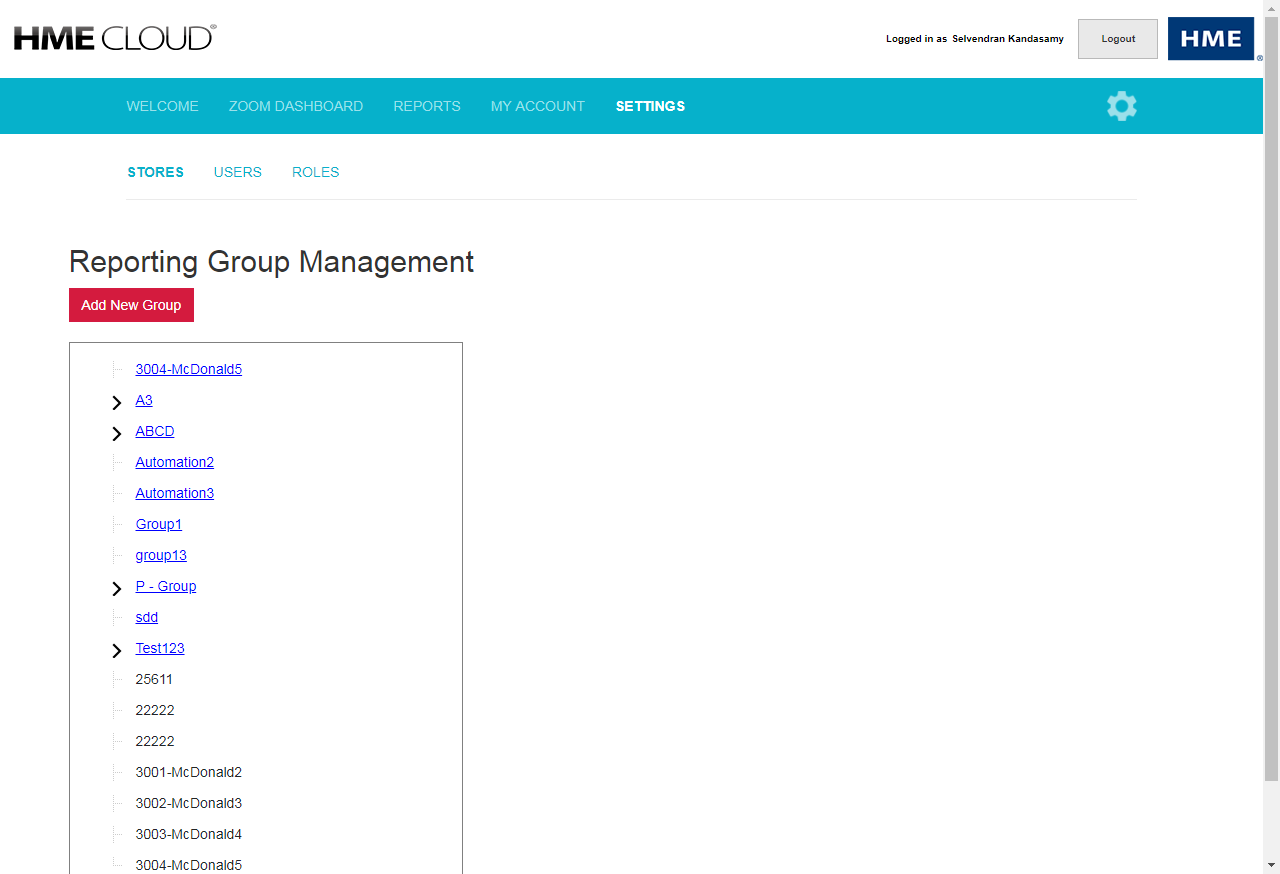 HME CLOUD®
Logged in as Selvendran Kandasamy
Logout
HME®
WELCOME ZOOM DASHBOARD REPORTS MY ACCOUNT SETTINGS
STORES USERS ROLES
Reporting Group Management
Add New Group
3004-McDonald5
A3
ABCD
Automation2
Automation3
Group1
group13
P - Group
sdd
Test123
25611
22222
22222
3001-McDonald2
3002-McDonald3
3003-McDonald4
3004-McDonald5